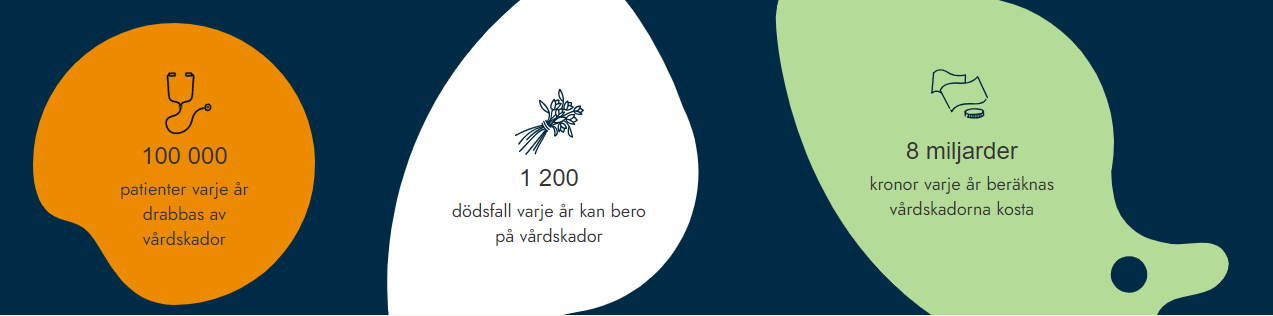 100 000
patienter varje år
drabbas av
vårdskador
1 200
dödsfall varje år kan bero
på vårdskador
8 miljarder
kronor varje år beräknas
vårdskadorna kosta